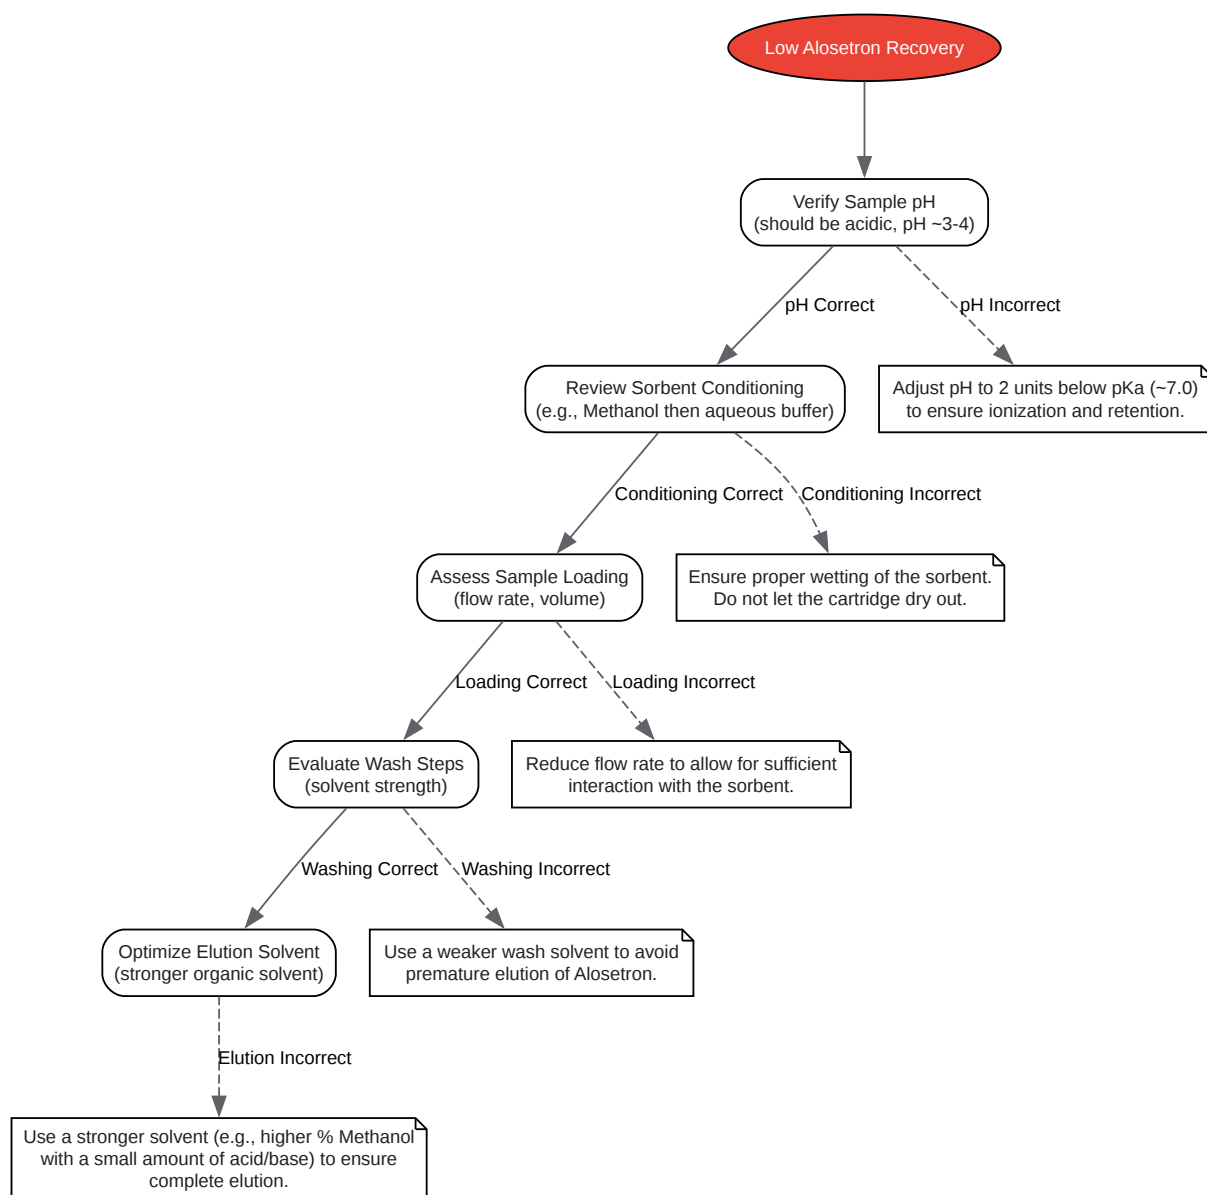 Low Alosetron Recovery
Verify Sample pH
(should be acidic, pH ~3-4)
pH Correct
pH Incorrect
Review Sorbent Conditioning
(e.g., Methanol then aqueous buffer)
Adjust pH to 2 units below pKa (~7.0)
to ensure ionization and retention.
Conditioning Correct
Conditioning Incorrect
Assess Sample Loading
(flow rate, volume)
Ensure proper wetting of the sorbent.
Do not let the cartridge dry out.
Loading Correct
Loading Incorrect
Evaluate Wash Steps
(solvent strength)
Reduce flow rate to allow for sufficient
interaction with the sorbent.
Washing Correct
Washing Incorrect
Optimize Elution Solvent
(stronger organic solvent)
Use a weaker wash solvent to avoid
premature elution of Alosetron.
Elution Incorrect
Use a stronger solvent (e.g., higher % Methanol
with a small amount of acid/base) to ensure
complete elution.